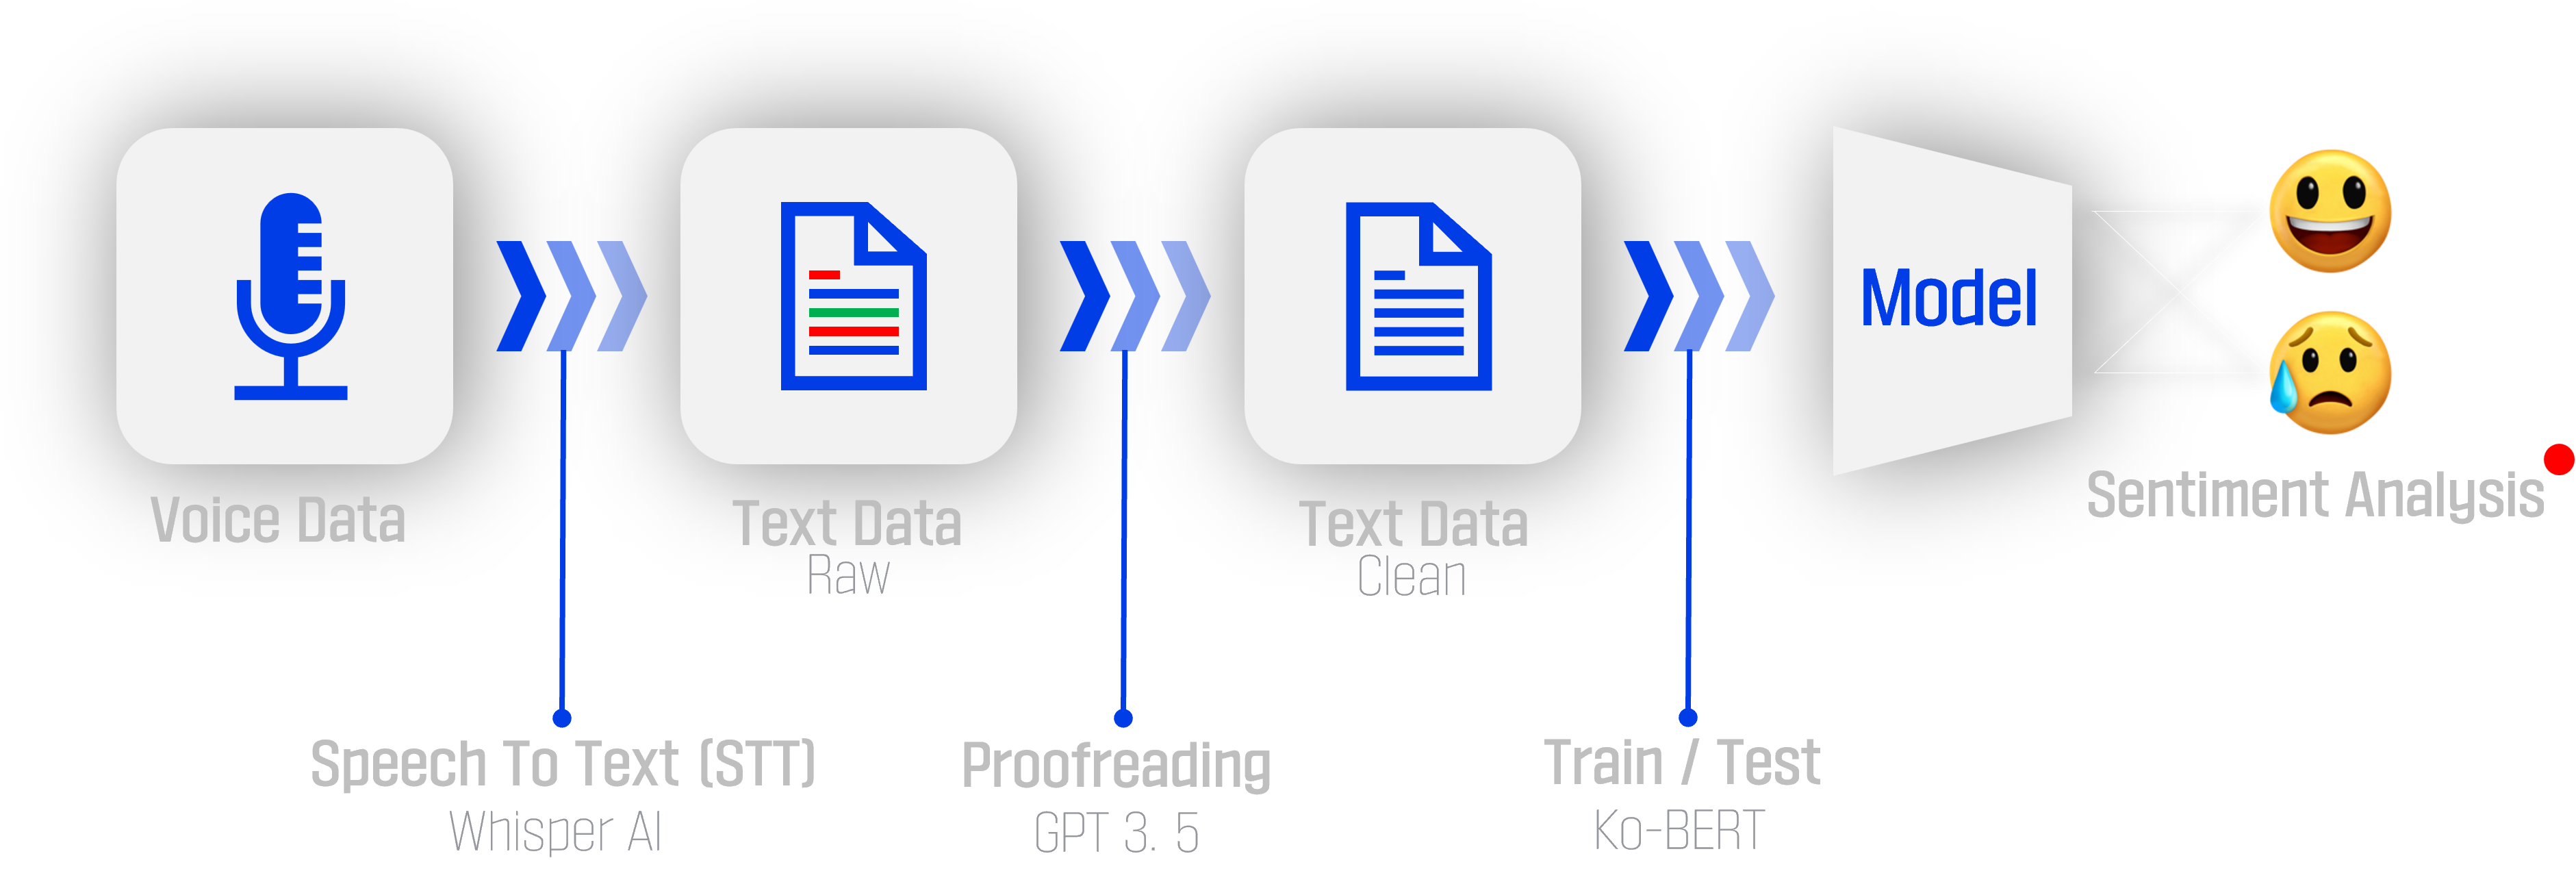 Model
Voice Data
Text Data
Raw
Text Data
Clean
Sentiment Analysis
Speech To Text (STT)
Whisper AI
Proofreading
GPT 3. 5
Train / Test
Ko-BERT